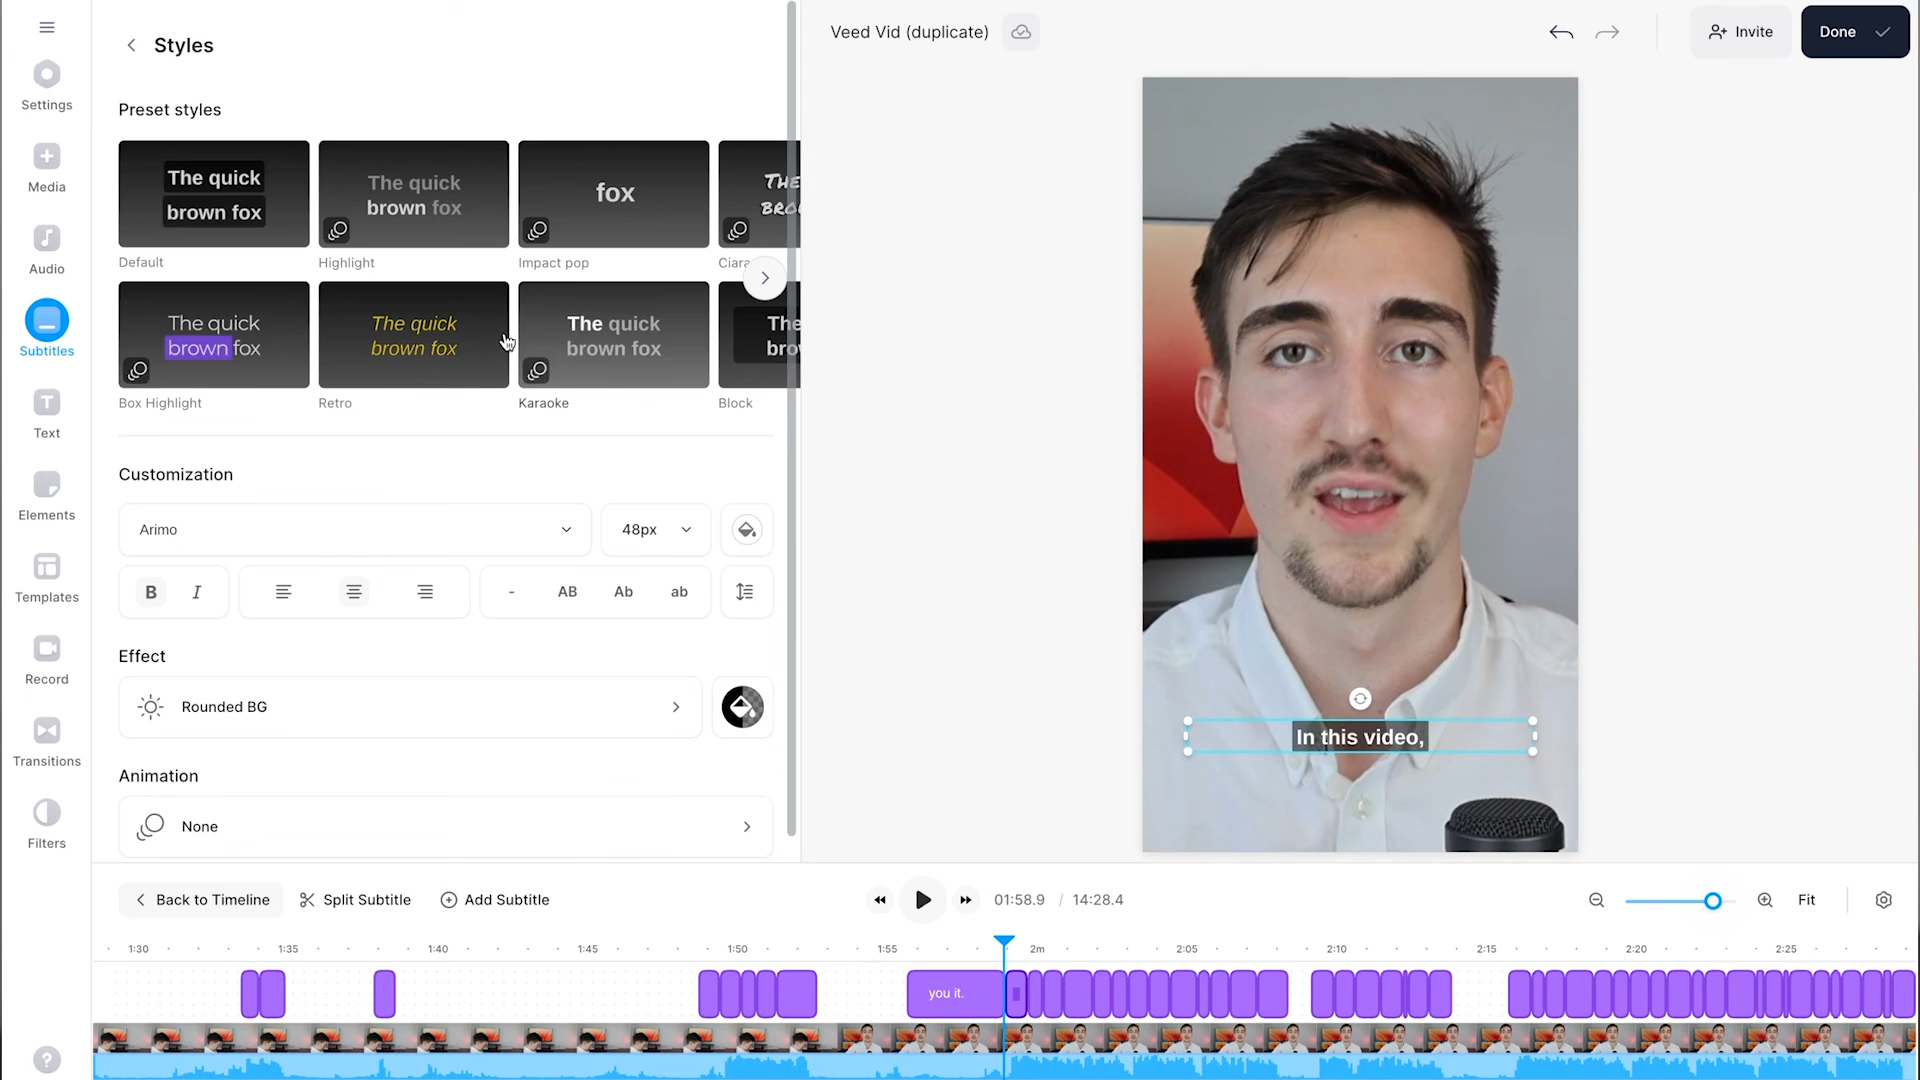 Styles
Veed Vid (duplicate)
Invite
Done
Settings
Media
Audio
Subtitles
Text
Elements
Templates
Record
Transitions
Filters
?
Preset styles
The quick
brown fox
Default
The quick
brown fox
Highlight
fox
Impact pop
THE
BRO
Ciara
The quick
brown fox
Box Highlight
The quick
brown fox
Retro
The quick
brown fox
Karaoke
The
bro
Block
Customization
Arimo
48px
B I
- AB Ab ab
Effect
Rounded BG
Animation
None
In this video,
Back to Timeline
Split Subtitle
Add Subtitle
01:58.9 / 14:28.4
Fit
1:30 1:35 1:40 1:45 1:50 1:55 2m 2:05 2:10 2:15 2:20 2:25
you it.